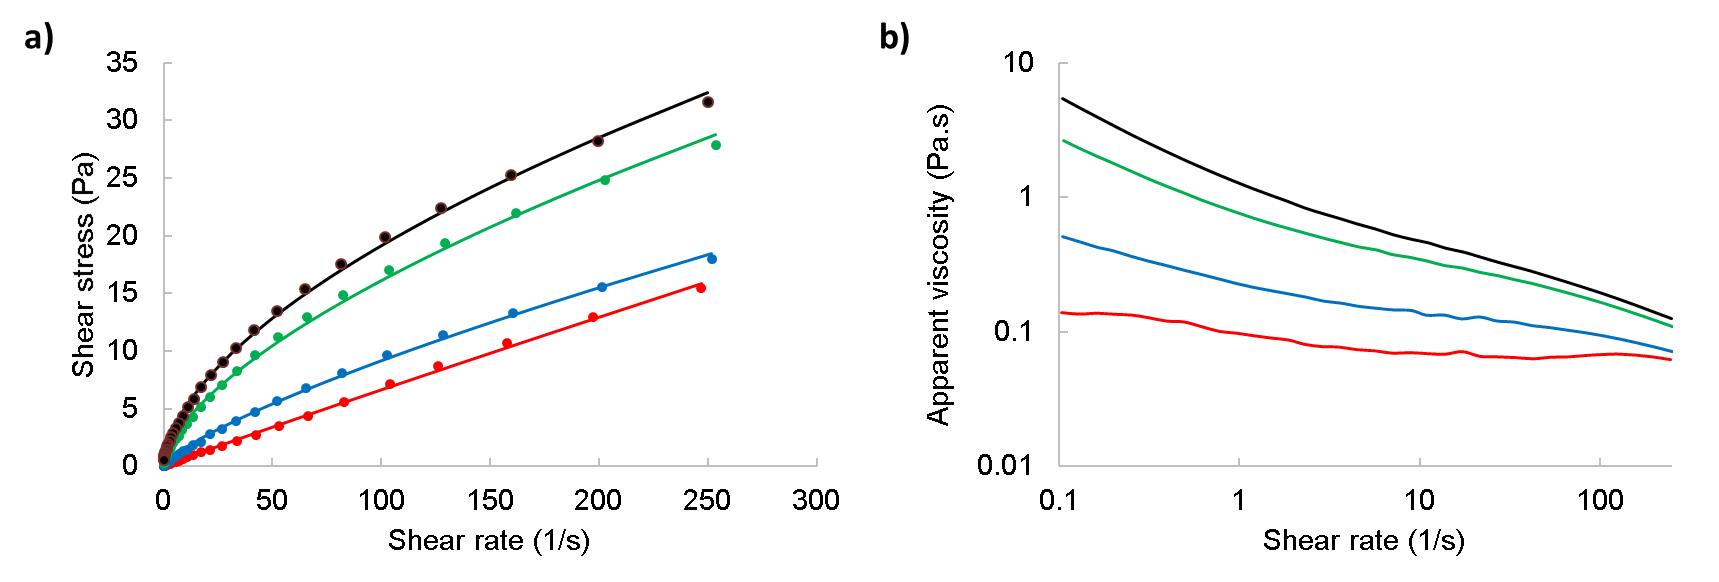 a)
Shear stress (Pa)
35
30
25
20
15
10
5
0
0 50 100 150 200 250 300
Shear rate (1/s)
b)
Apparent viscosity (Pa.s)
10
1
0.1
0.01
0.1 1 10 100
Shear rate (1/s)